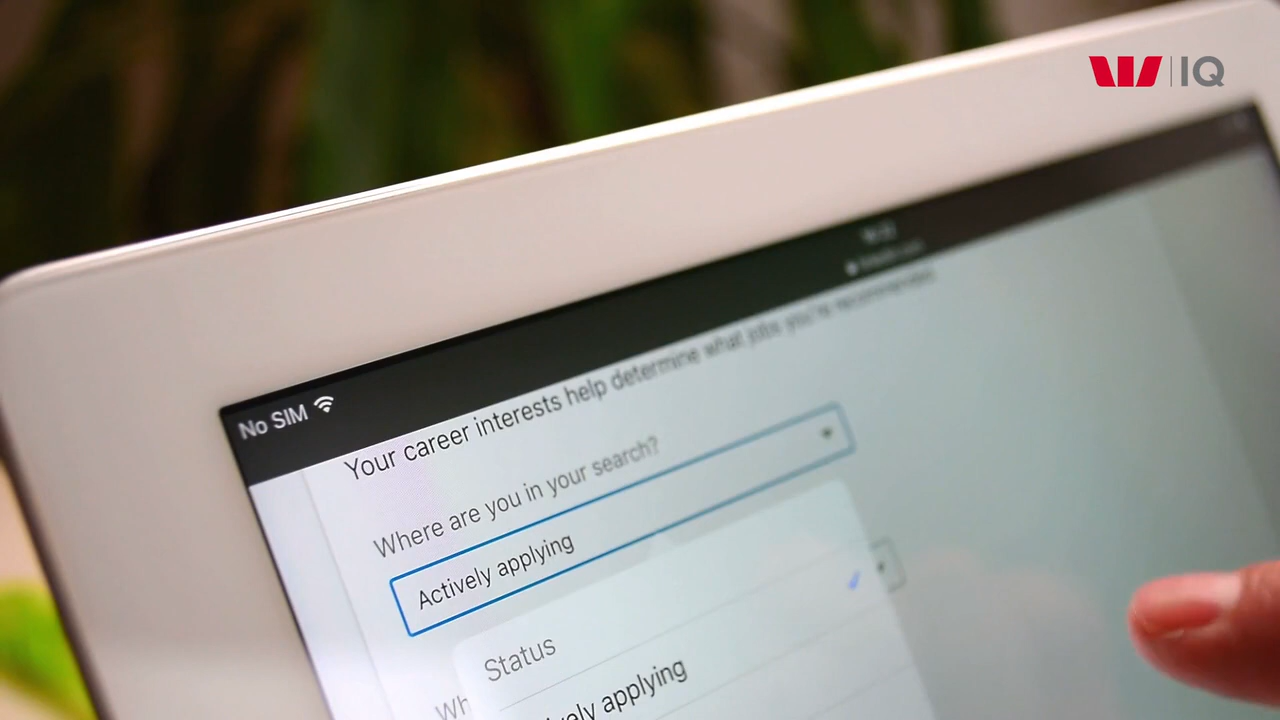 IQ
No SIM
Your career interests help determine what jobs you're recommended
Where are you in your search?
Actively applying
Status
applying